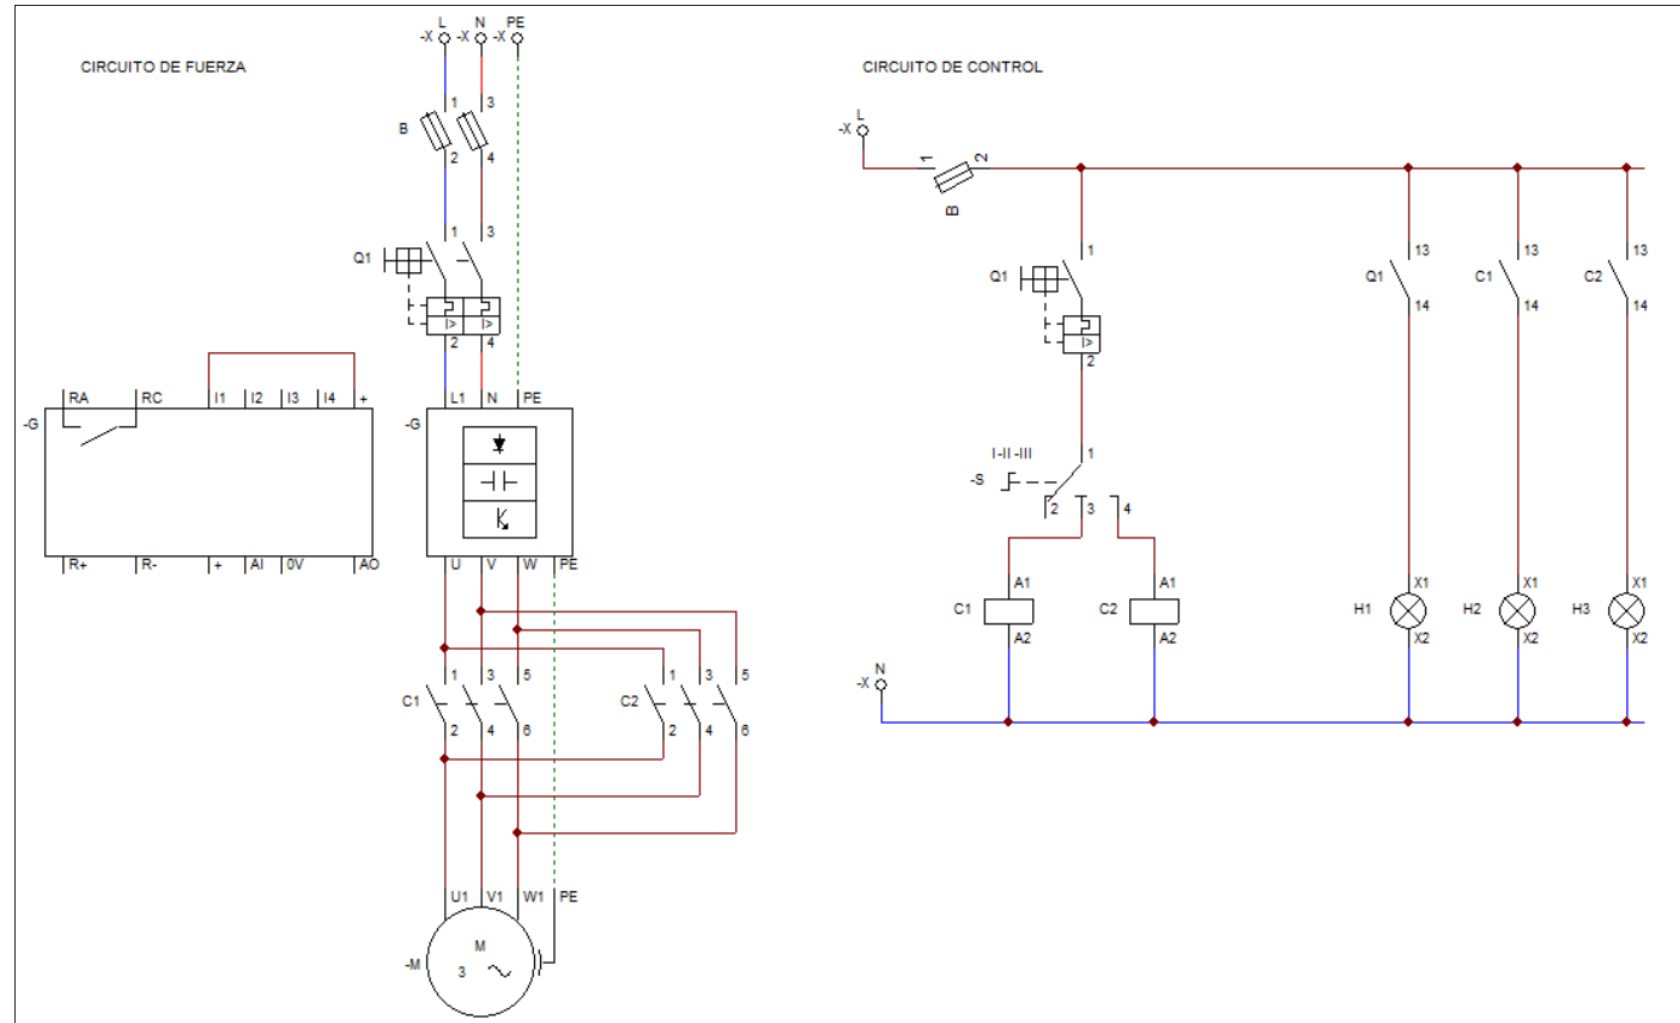 L N PE
-X -X -X
CIRCUITO DE FUERZA
1 3
B
2 4
1 3
Q1
I> I>
2 4
RA RC I1 I2 I3 I4 +
-G
R+ R- + AI 0V AO
L1 N PE
-G
U V W PE
1 3 5
C1
2 4 6
1 3 5
C2
2 4 6
U1 V1 W1 PE
M
-M
3
CIRCUITO DE CONTROL
L
-X
1 2
B
1
Q1
I>
2
I-II-III
1
-S
2 3 4
A1 A1
C1 C2
A2 A2
N
-X
13 13 13
Q1 C1 C2
14 14 14
X1 X1 X1
H1 H2 H3
X2 X2 X2